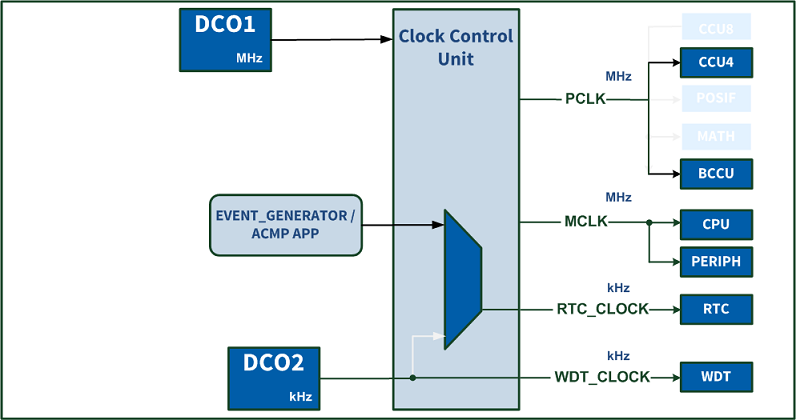 DCO1
MHz
Clock Control
Unit
MHz
PCLK
CCU8
CCU4
POSIF
MATH
BCCU
EVENT_GENERATOR /
ACMP APP
MHz
MCLK
CPU
PERIPH
kHz
RTC_CLOCK
RTC
DCO2
kHz
kHz
WDT_CLOCK
WDT